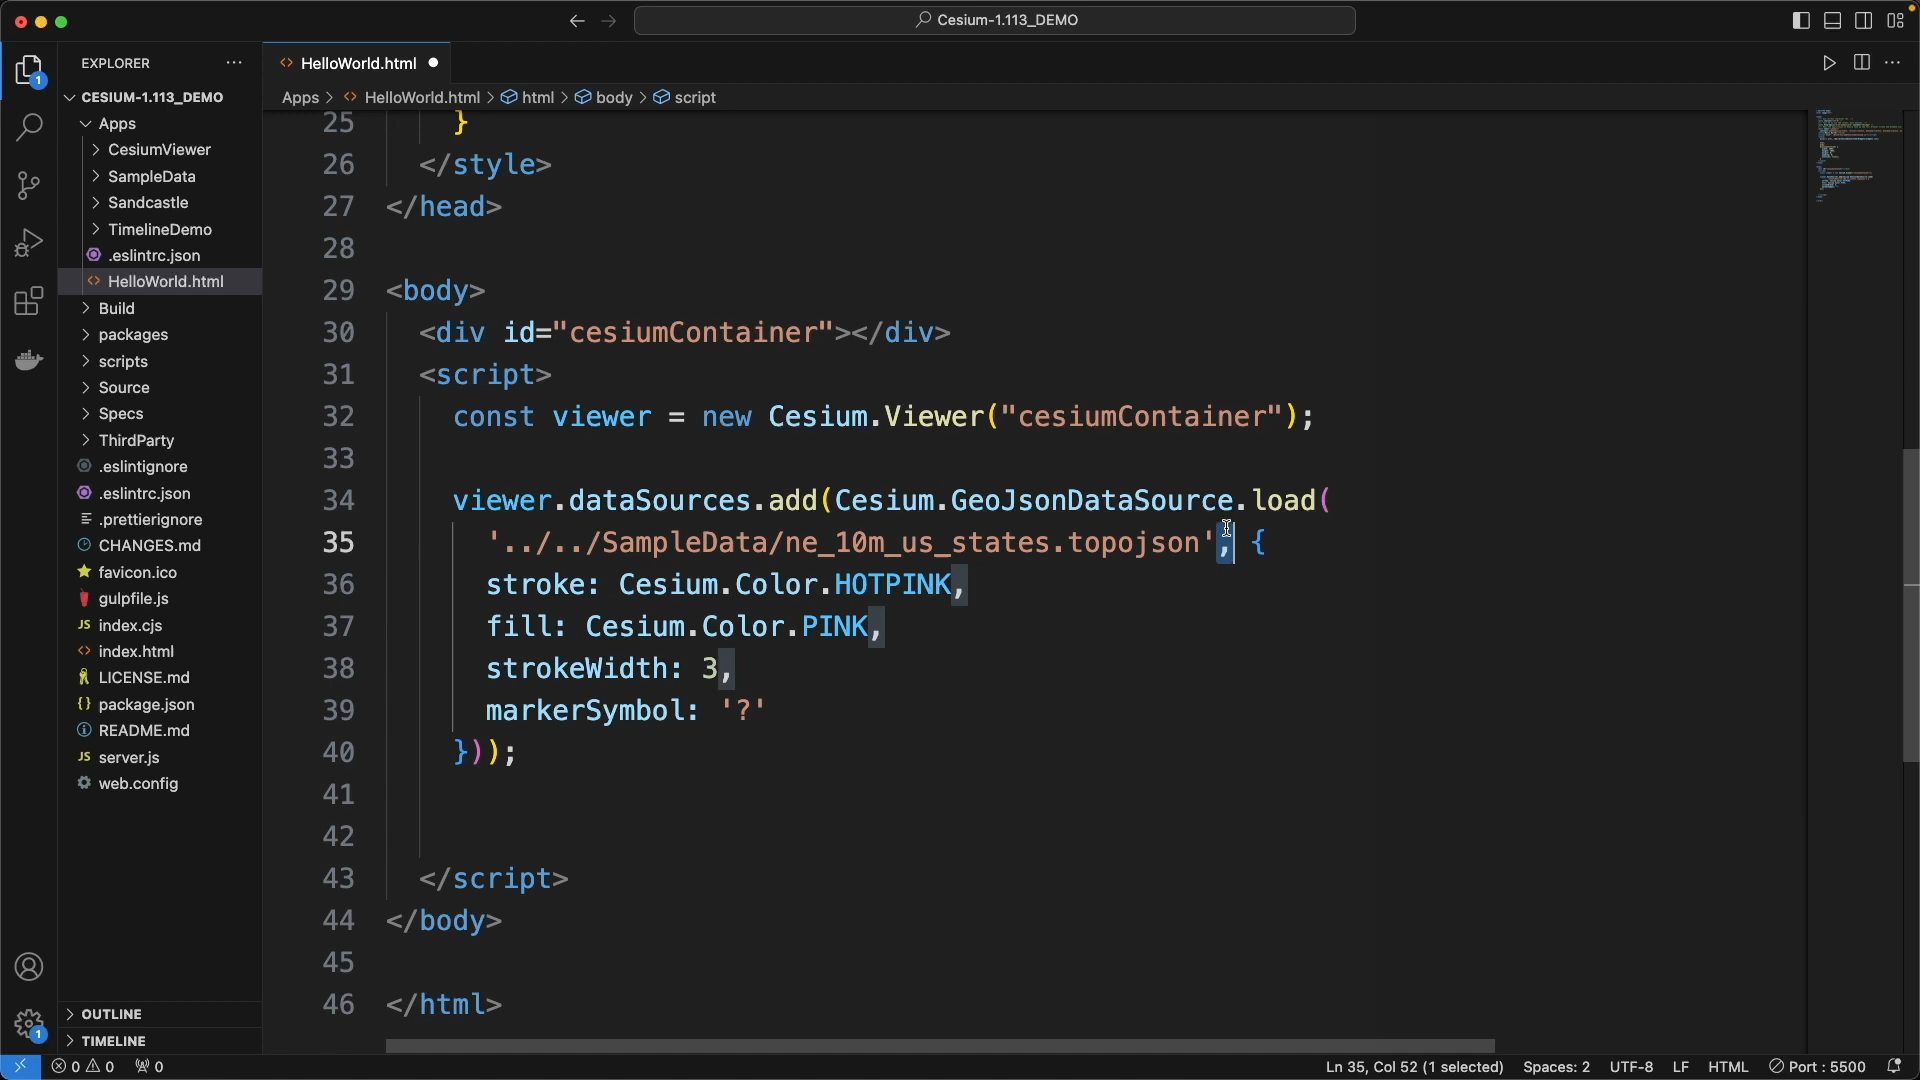 Cesium-1.113_DEMO
EXPLORER
HelloWorld.html
1
CESIUM-1.113_DEMO
Apps
CesiumViewer
SampleData
Sandcastle
TimelineDemo
.eslintrc.json
HelloWorld.html
Build
packages
scripts
Source
Specs
ThirdParty
.eslintignore
.eslintrc.json
.prettierignore
CHANGES.md
favicon.ico
gulpfile.js
JS index.cjs
index.html
LICENSE.md
package.json
README.md
JS server.js
web.config
OUTLINE
TIMELINE
1
Apps > HelloWorld.html > html > body > script
25 }
26 </style>
27 </head>
28
29 <body>
30 <div id="cesiumContainer"></div>
31 <script>
32 const viewer = new Cesium.Viewer("cesiumContainer");
33
34 viewer.dataSources.add(Cesium.GeoJsonDataSource.load(
35 '../../SampleData/ne_10m_us_states.topojson', {
36 stroke: Cesium.Color.HOTPINK,
37 fill: Cesium.Color.PINK,
38 strokeWidth: 3,
39 markerSymbol: '?'
40 }));
41
42
43 </script>
44 </body>
45
46 </html>
0 0 0
Ln 35, Col 52 (1 selected) Spaces: 2 UTF-8 LF HTML Port : 5500